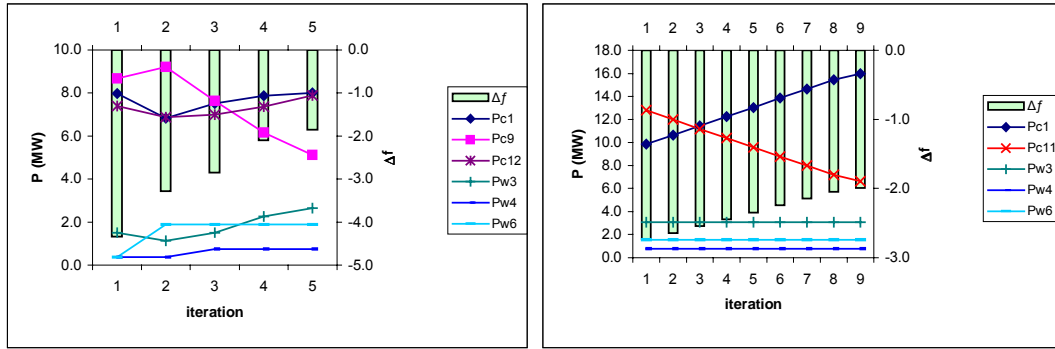 1 2 3 4 5
10.0
8.0
6.0
4.0
2.0
0.0
P (MW)
0.0
-1.0
-2.0
-3.0
-4.0
-5.0
Δf
1 2 3 4 5
iteration
Δf
Pc1
Pc9
Pc12
Pw3
Pw4
Pw6
1 2 3 4 5 6 7 8 9
18.0
16.0
14.0
12.0
10.0
8.0
6.0
4.0
2.0
0.0
P (MW)
0.0
-1.0
-2.0
-3.0
Δf
1 2 3 4 5 6 7 8 9
iteration
Δf
Pc1
Pc11
Pw3
Pw4
Pw6